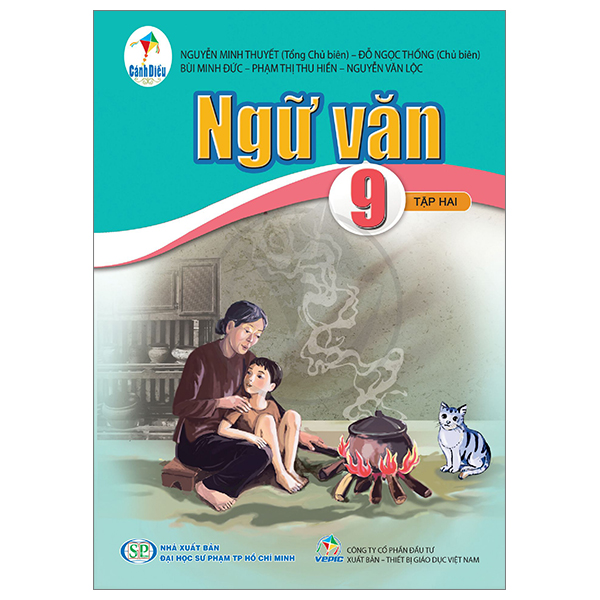 Cánh Diều
NGUYỄN MINH THUYẾT (Tổng Chủ biên) – ĐỖ NGỌC THỐNG (Chủ biên)
BÙI MINH ĐỨC – PHẠM THỊ THU HIỀN – NGUYỄN VĂN LỘC
Ngữ văn
9
TẬP HAI
SP
NHÀ XUẤT BẢN
ĐẠI HỌC SƯ PHẠM TP HỒ CHÍ MINH
VEPIC
CÔNG TY CỔ PHẦN ĐẦU TƯ
XUẤT BẢN – THIẾT BỊ GIÁO DỤC VIỆT NAM